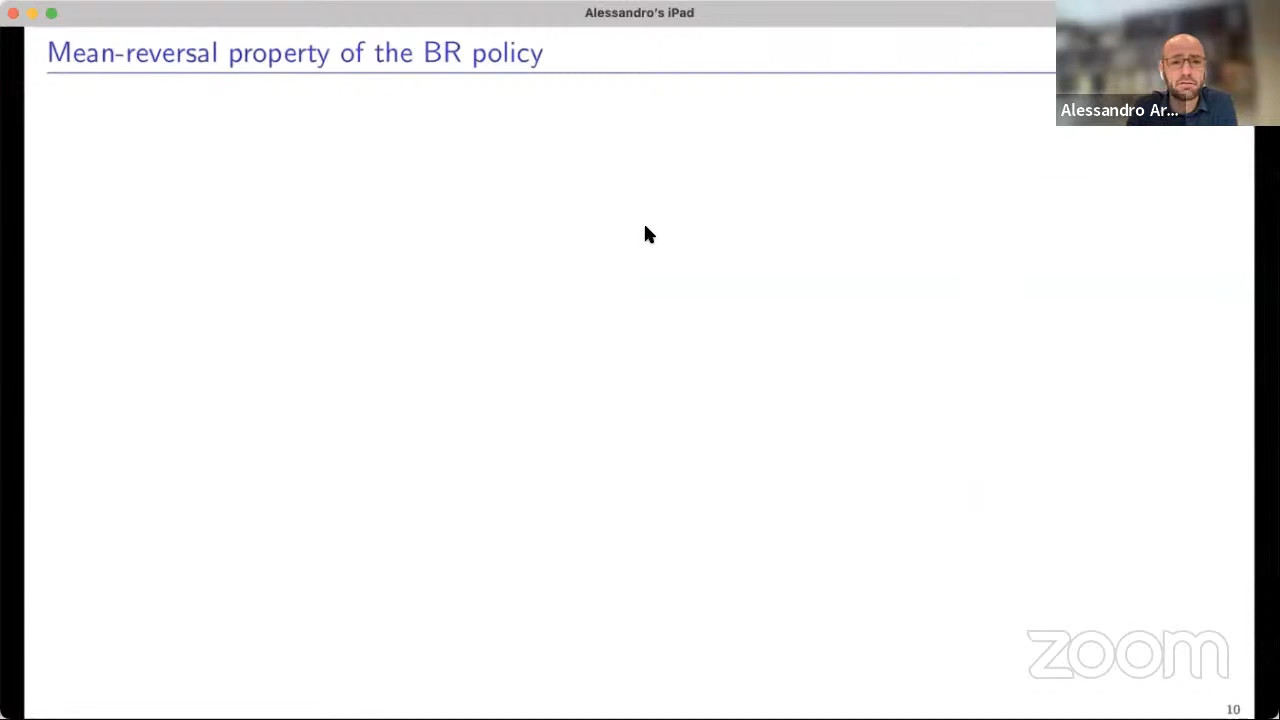 Alessandro's iPad
Mean-reversal property of the BR policy
Alessandro Ar...
zoom
10